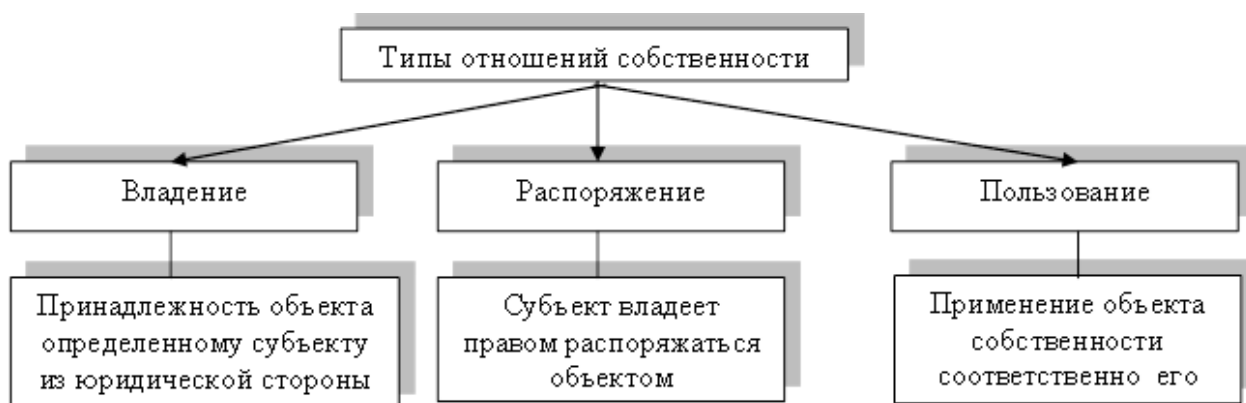 Типы отношений собственности
Владение
Распоряжение
Пользование
Принадлежность объекта
определенному субъекту
из юридической стороны
Субъект владеет
правом распоряжаться
объектом
Применение объекта
собственности
соответственно его